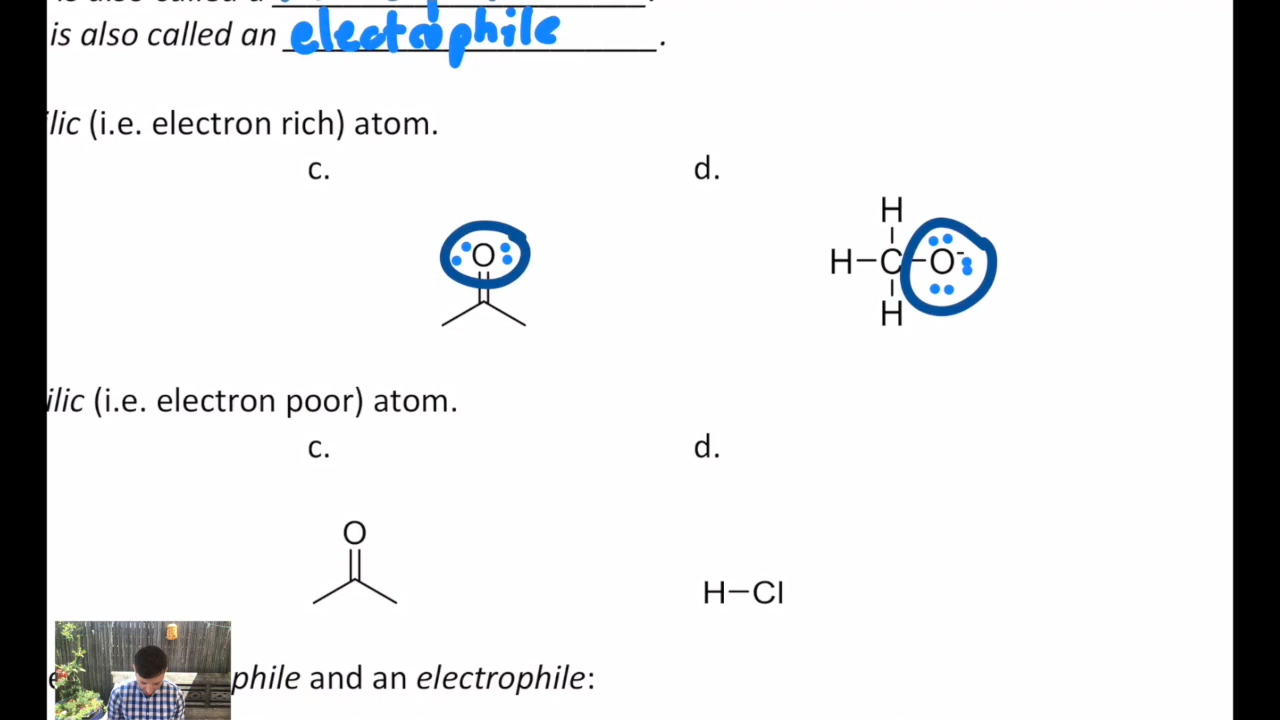 is also called an electrophile.
ilic (i.e. electron rich) atom.
c. d.
O
H
H–C–O⁻
H
ilic (i.e. electron poor) atom.
c. d.
O
H–Cl
phile and an electrophile: